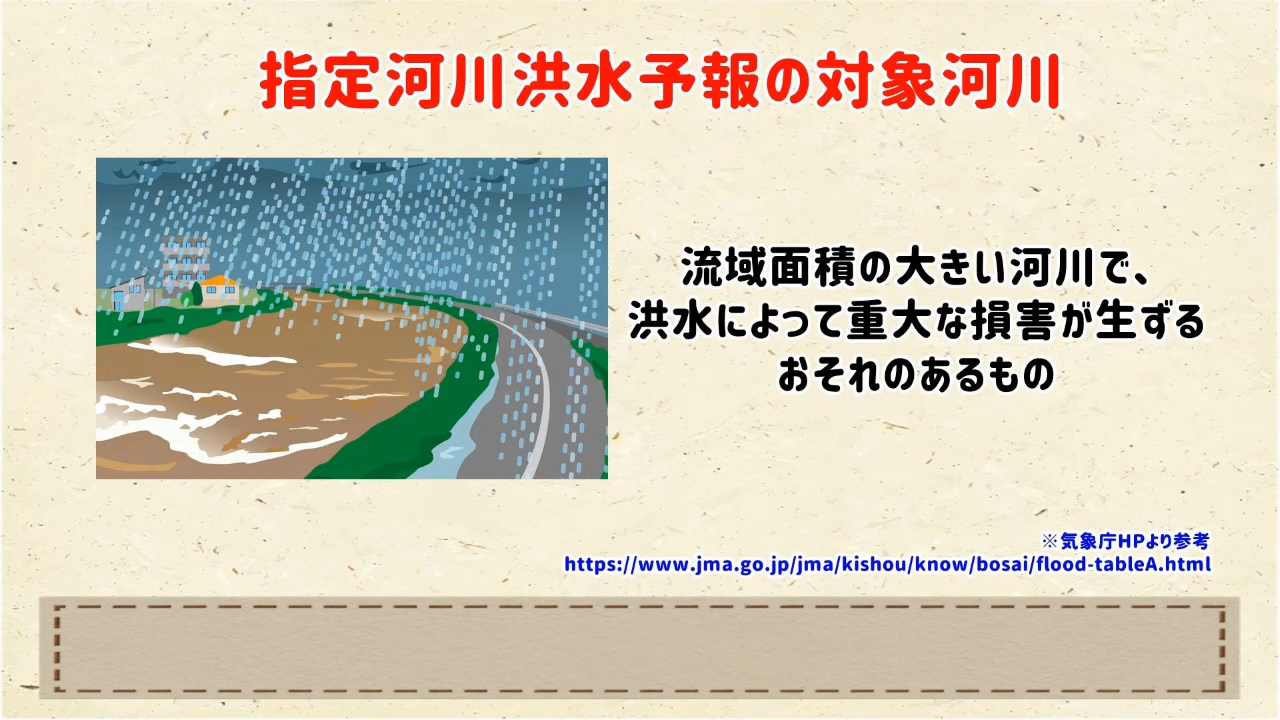 指定河川洪水予報の対象河川
流域面積の大きい河川で、
洪水によって重大な損害が生ずる
おそれのあるもの
※気象庁HPより参考
https://www.jma.go.jp/jma/kishou/know/bosai/flood-tableA.html